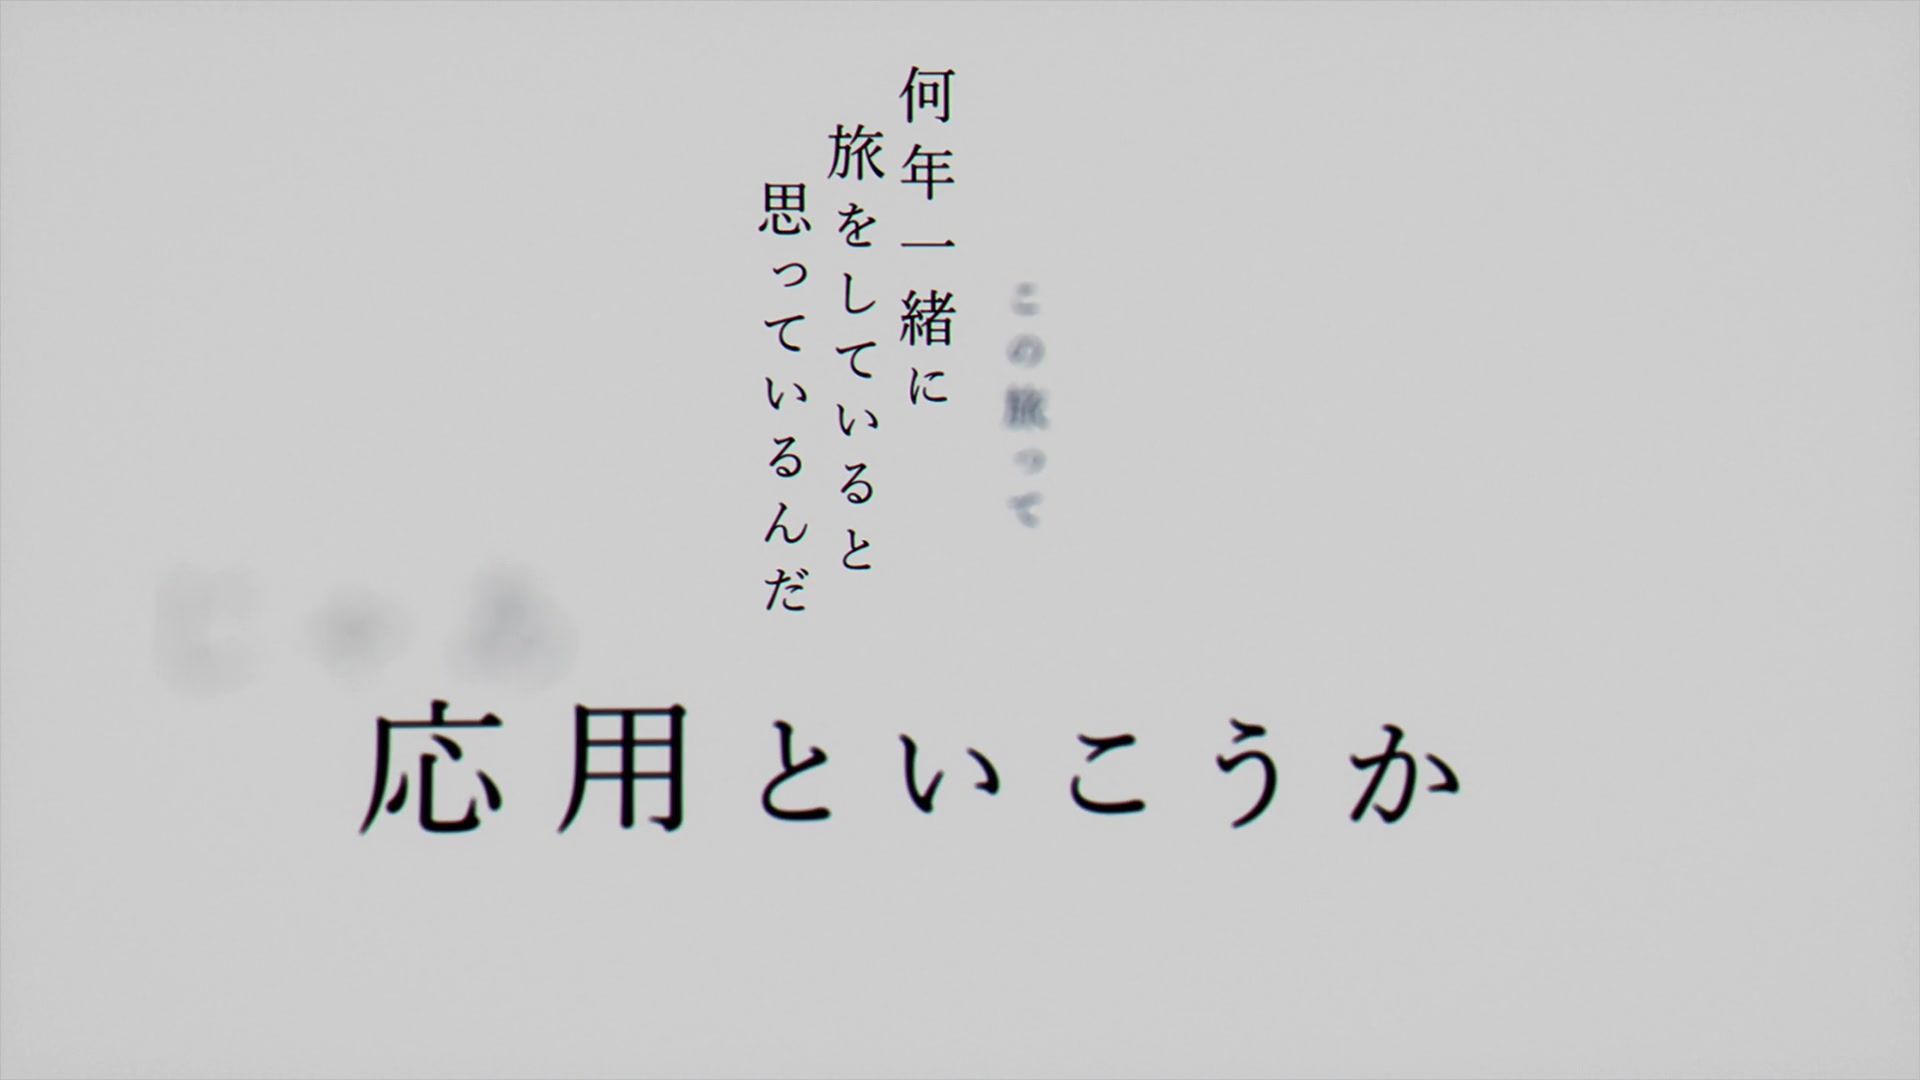 この旅って
何年一緒に
旅をしていると
思っているんだ
応用といこうか